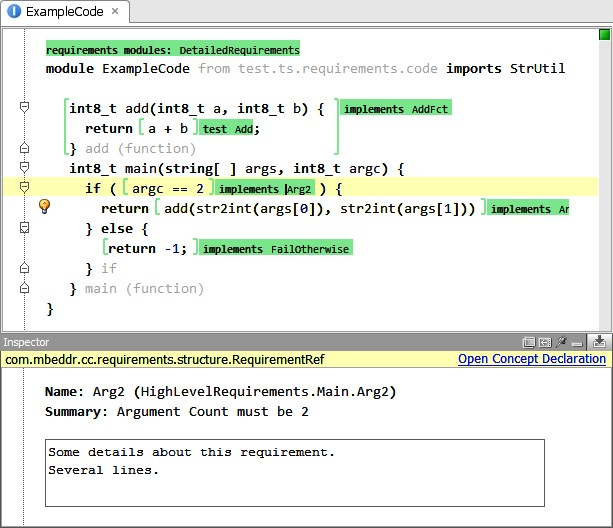 ExampleCode
requirements modules: DetailedRequirements
module ExampleCode from test.ts.requirements.code imports StrUtil
int8_t add(int8_t a, int8_t b) { implements AddFct
return a + b test Add;
} add (function)
int8_t main(string[ ] args, int8_t argc) {
if ( argc == 2 implements Arg2 ) {
return add(str2int(args[0]), str2int(args[1])) implements Ar
} else {
return -1; implements FailOtherwise
} if
} main (function)
}
Inspector
com.mbeddr.cc.requirements.structure.RequirementRef Open Concept Declaration
Name: Arg2 (HighLevelRequirements.Main.Arg2)
Summary: Argument Count must be 2
Some details about this requirement.
Several lines.